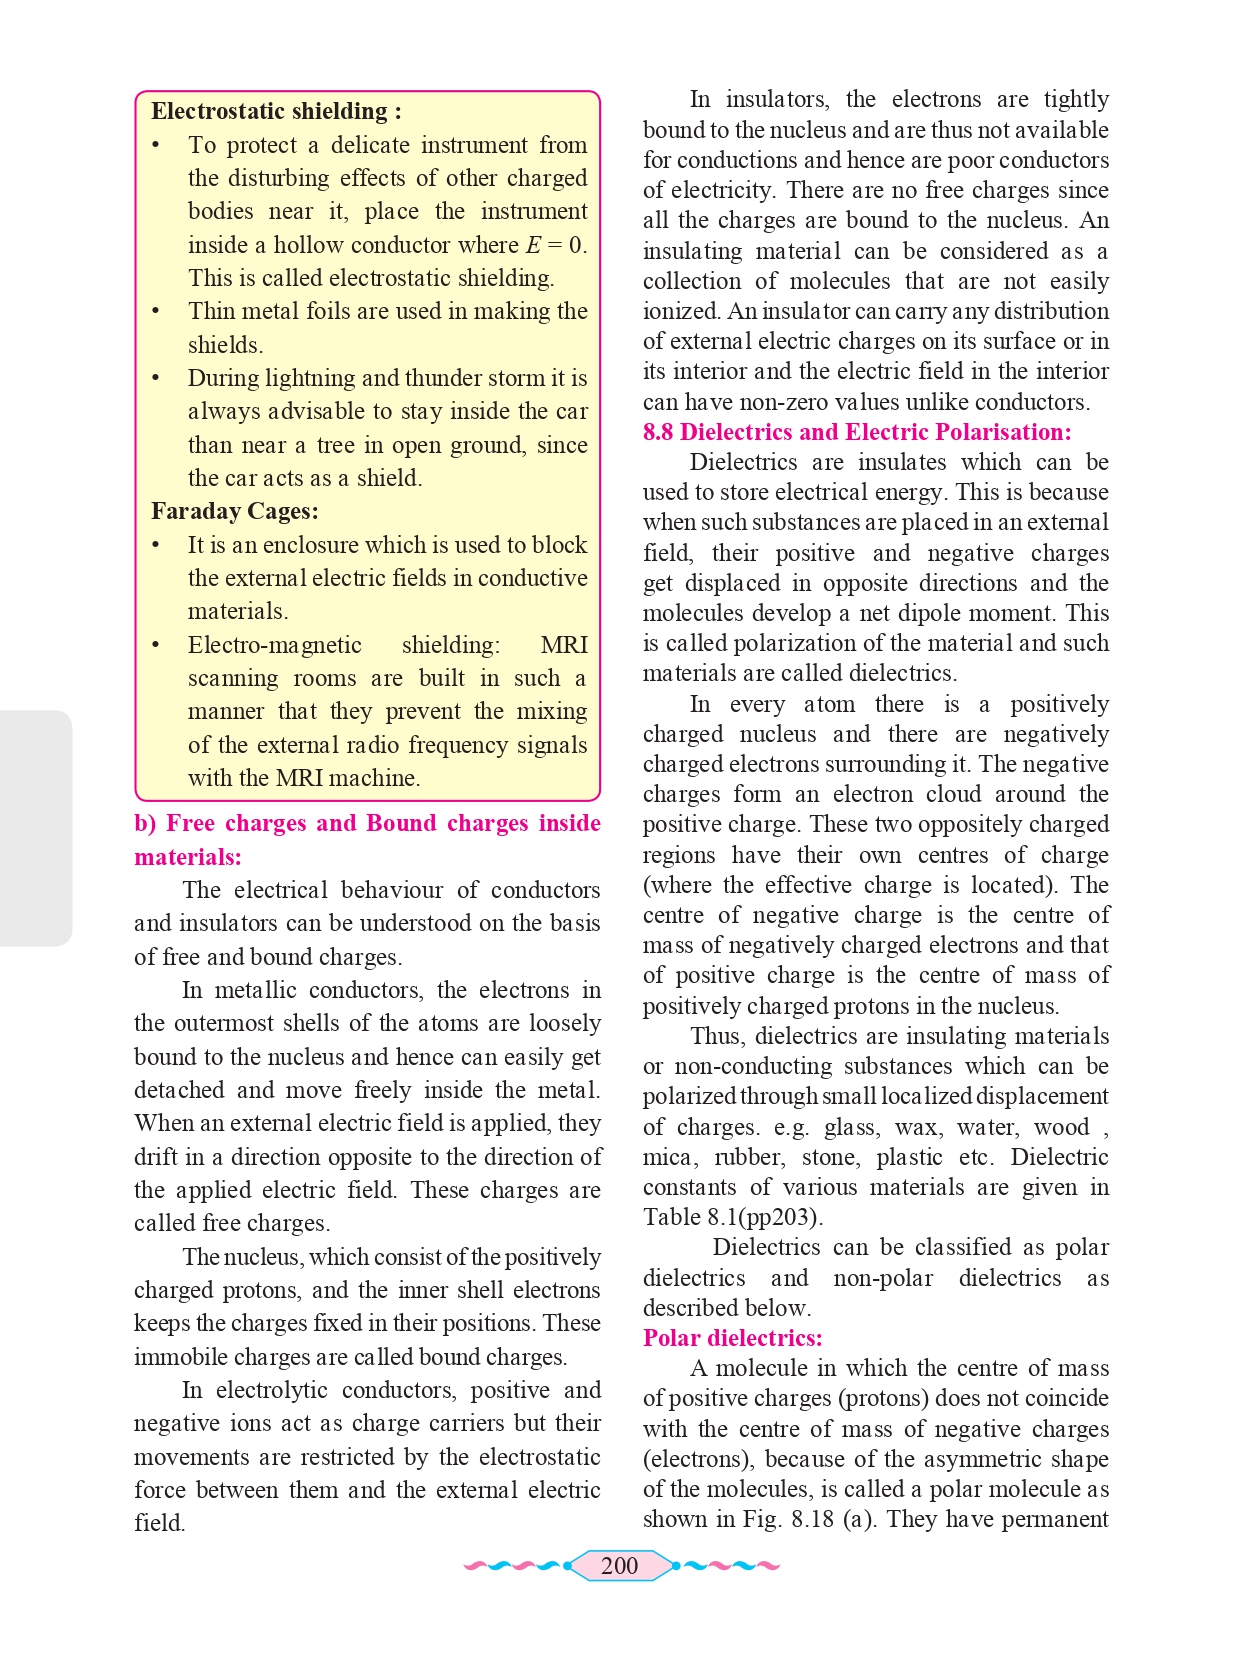 Electrostatic shielding :
• To protect a delicate instrument from
the disturbing effects of other charged
bodies near it, place the instrument
inside a hollow conductor where E = 0.
This is called electrostatic shielding.
• Thin metal foils are used in making the
shields.
• During lightning and thunder storm it is
always advisable to stay inside the car
than near a tree in open ground, since
the car acts as a shield.
Faraday Cages:
• It is an enclosure which is used to block
the external electric fields in conductive
materials.
• Electro-magnetic shielding: MRI
scanning rooms are built in such a
manner that they prevent the mixing
of the external radio frequency signals
with the MRI machine.
b) Free charges and Bound charges inside
materials:
The electrical behaviour of conductors
and insulators can be understood on the basis
of free and bound charges.
In metallic conductors, the electrons in
the outermost shells of the atoms are loosely
bound to the nucleus and hence can easily get
detached and move freely inside the metal.
When an external electric field is applied, they
drift in a direction opposite to the direction of
the applied electric field. These charges are
called free charges.
The nucleus, which consist of the positively
charged protons, and the inner shell electrons
keeps the charges fixed in their positions. These
immobile charges are called bound charges.
In electrolytic conductors, positive and
negative ions act as charge carriers but their
movements are restricted by the electrostatic
force between them and the external electric
field.
In insulators, the electrons are tightly
bound to the nucleus and are thus not available
for conductions and hence are poor conductors
of electricity. There are no free charges since
all the charges are bound to the nucleus. An
insulating material can be considered as a
collection of molecules that are not easily
ionized. An insulator can carry any distribution
of external electric charges on its surface or in
its interior and the electric field in the interior
can have non-zero values unlike conductors.
8.8 Dielectrics and Electric Polarisation:
Dielectrics are insulates which can be
used to store electrical energy. This is because
when such substances are placed in an external
field, their positive and negative charges
get displaced in opposite directions and the
molecules develop a net dipole moment. This
is called polarization of the material and such
materials are called dielectrics.
In every atom there is a positively
charged nucleus and there are negatively
charged electrons surrounding it. The negative
charges form an electron cloud around the
positive charge. These two oppositely charged
regions have their own centres of charge
(where the effective charge is located). The
centre of negative charge is the centre of
mass of negatively charged electrons and that
of positive charge is the centre of mass of
positively charged protons in the nucleus.
Thus, dielectrics are insulating materials
or non-conducting substances which can be
polarized through small localized displacement
of charges. e.g. glass, wax, water, wood ,
mica, rubber, stone, plastic etc. Dielectric
constants of various materials are given in
Table 8.1(pp203).
Dielectrics can be classified as polar
dielectrics and non-polar dielectrics as
described below.
Polar dielectrics:
A molecule in which the centre of mass
of positive charges (protons) does not coincide
with the centre of mass of negative charges
(electrons), because of the asymmetric shape
of the molecules, is called a polar molecule as
shown in Fig. 8.18 (a). They have permanent
200